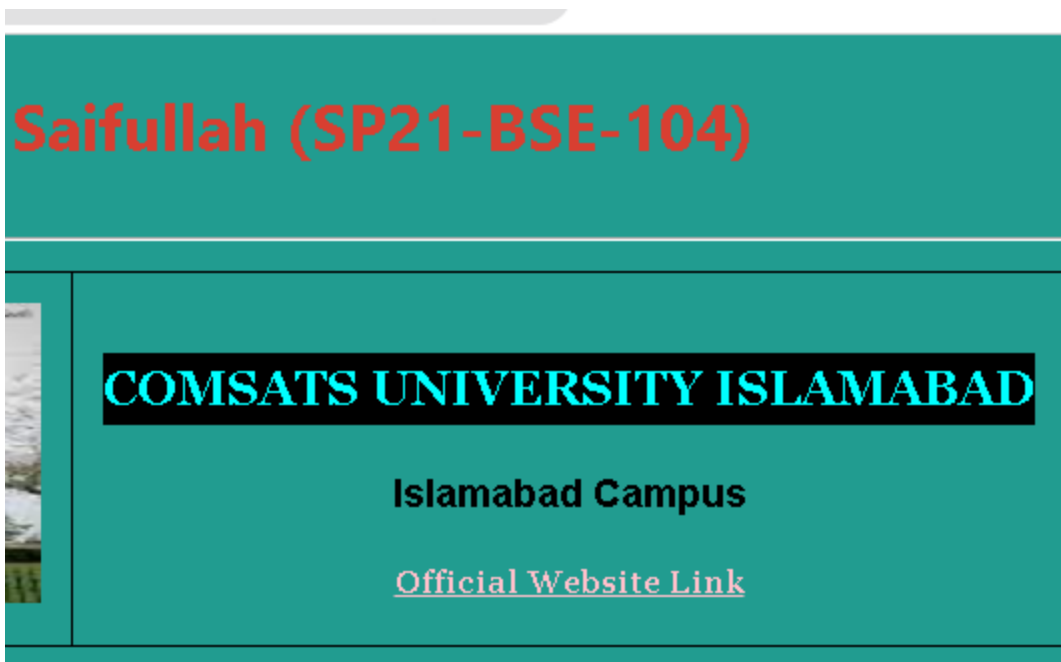 Saifullah (SP21-BSE-104)
COMSATS UNIVERSITY ISLAMABAD
Islamabad Campus
Official Website Link